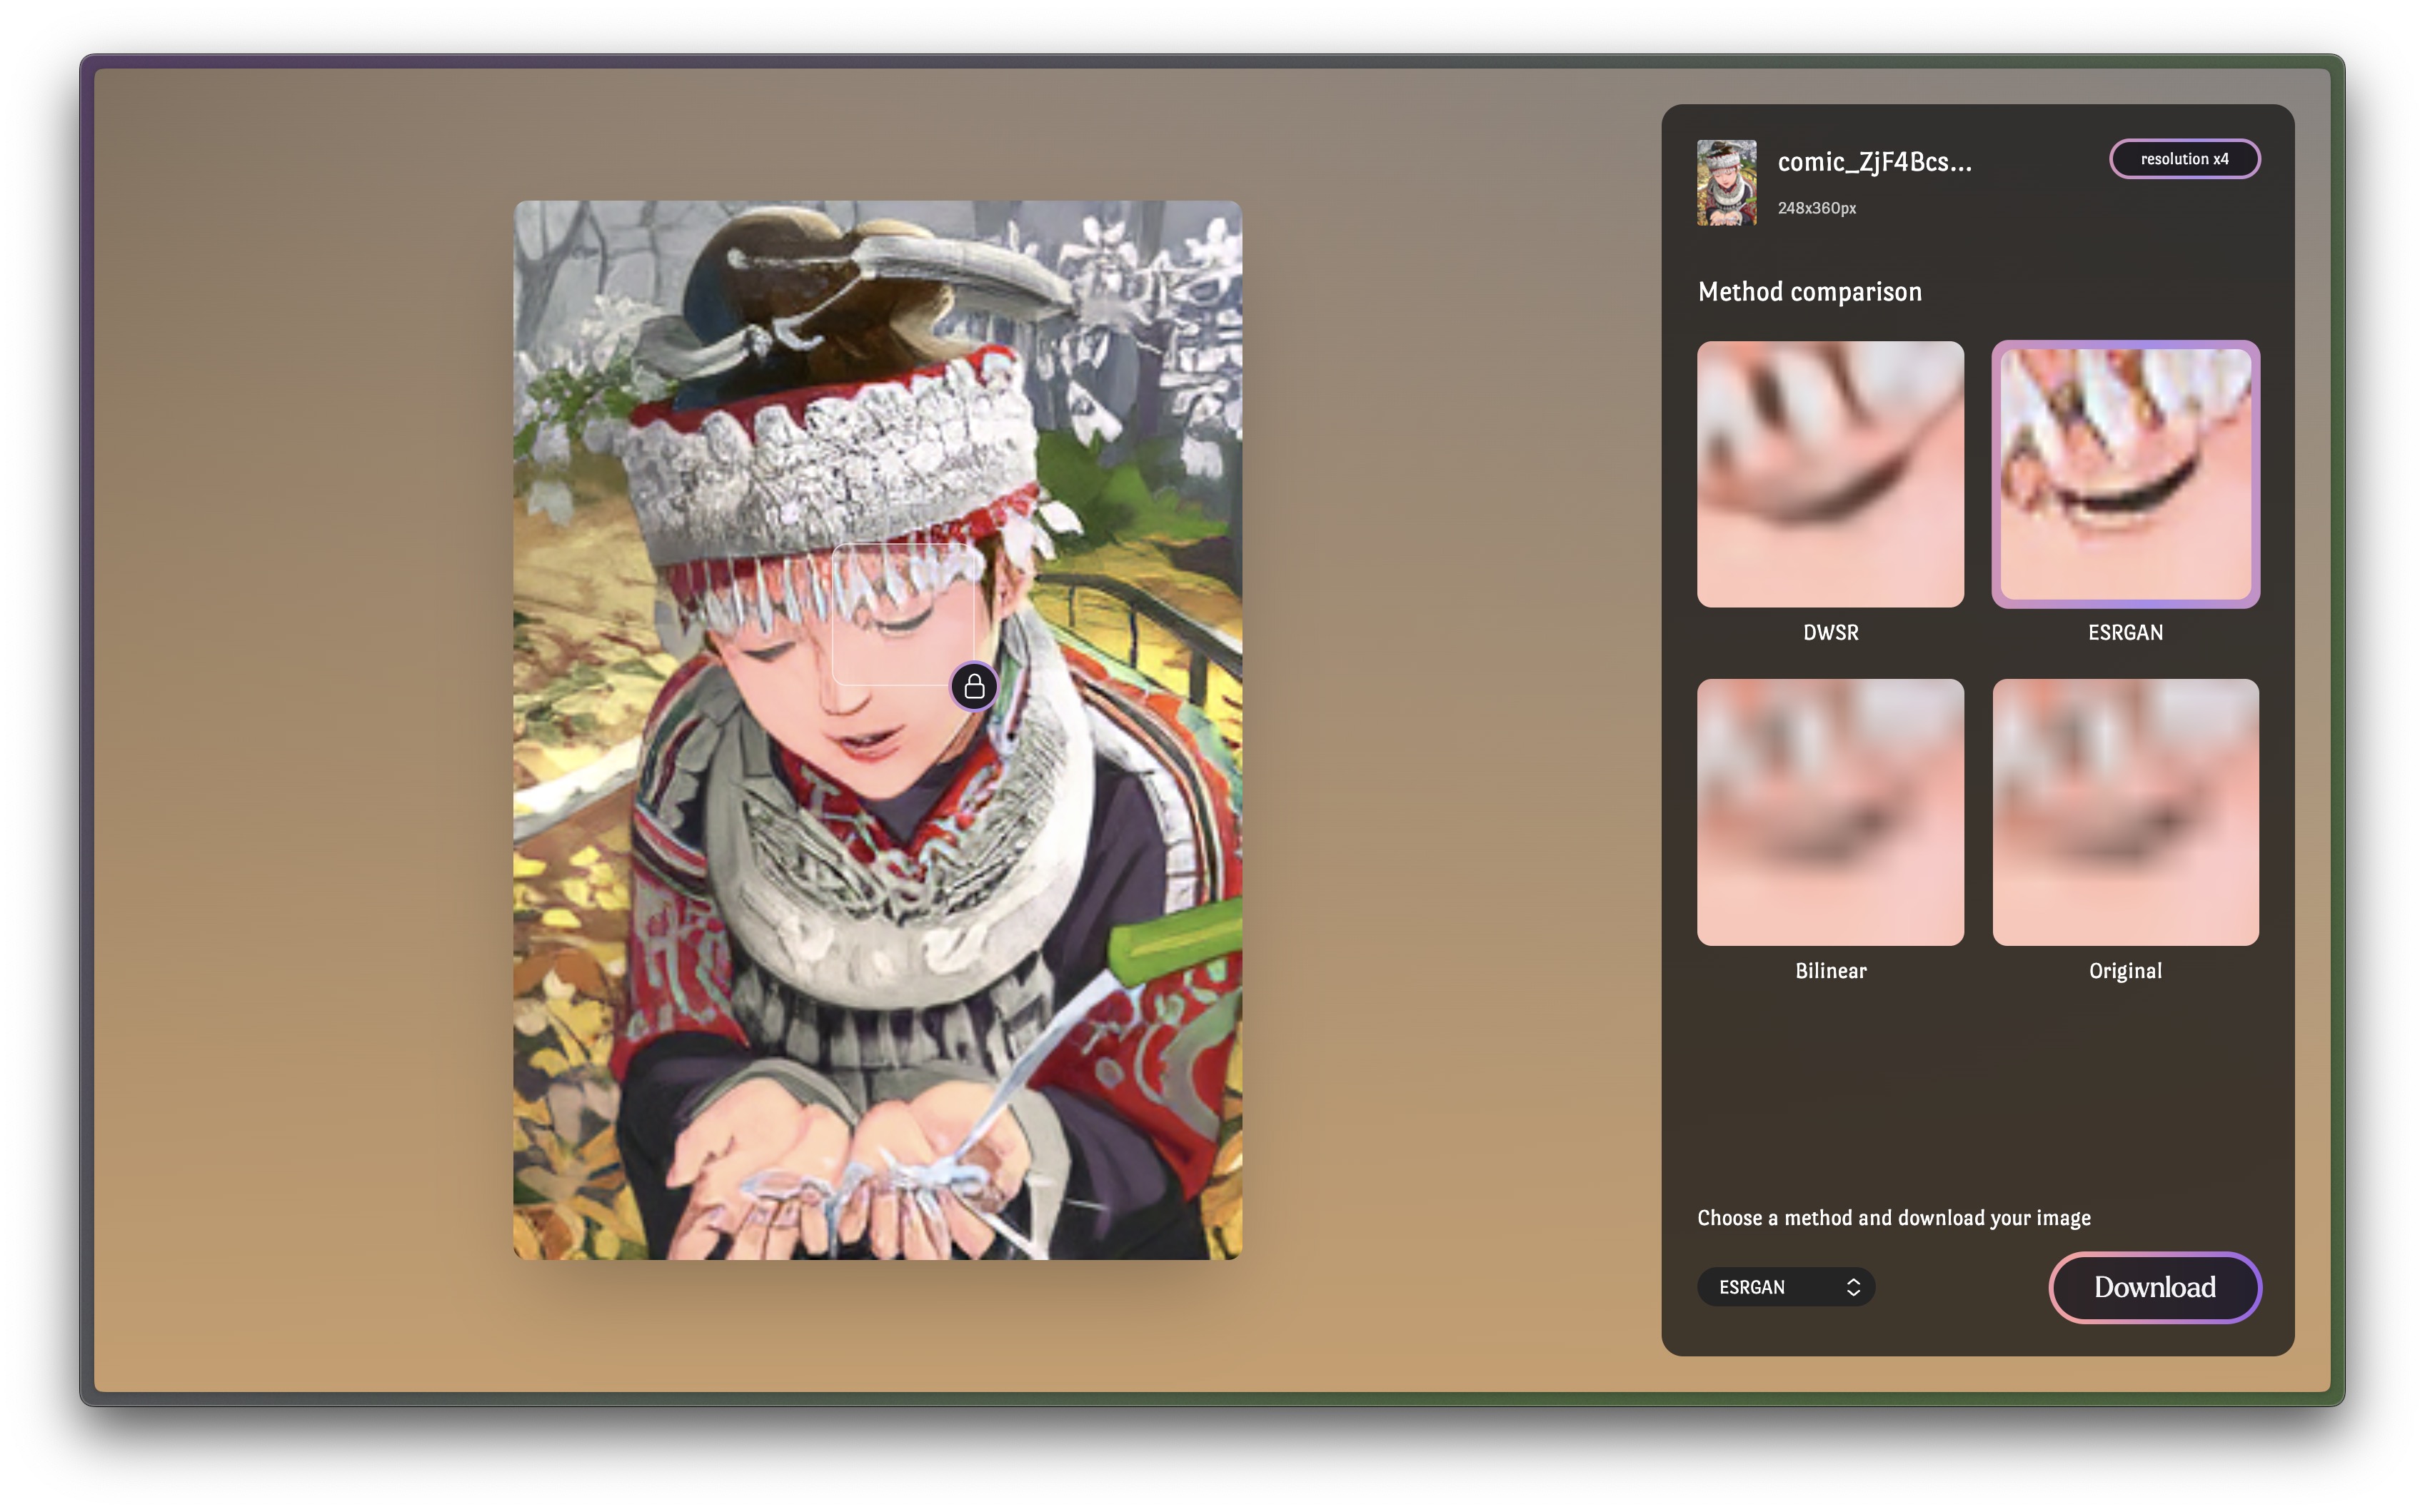 comic_ZjF4Bcs...
resolution x4
248x360px
Method comparison
DWSR
ESRGAN
Bilinear
Original
Choose a method and download your image
ESRGAN
Download